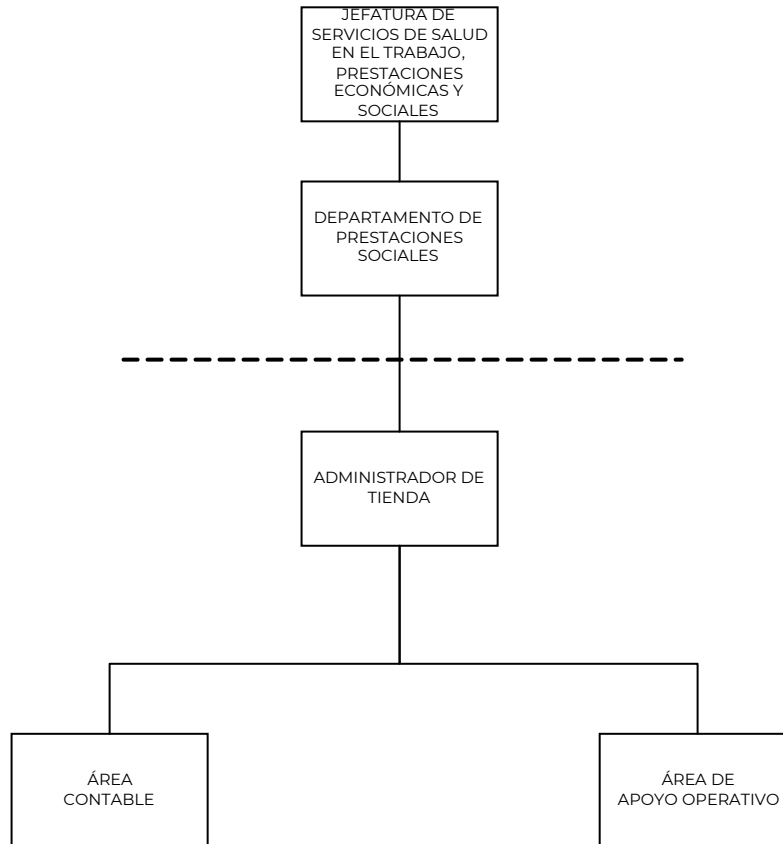 JEFATURA DE
SERVICIOS DE SALUD
EN EL TRABAJO,
PRESTACIONES
ECONÓMICAS Y
SOCIALES
DEPARTAMENTO DE
PRESTACIONES
SOCIALES
ADMINISTRADOR DE
TIENDA
ÁREA
CONTABLE
ÁREA DE
APOYO OPERATIVO